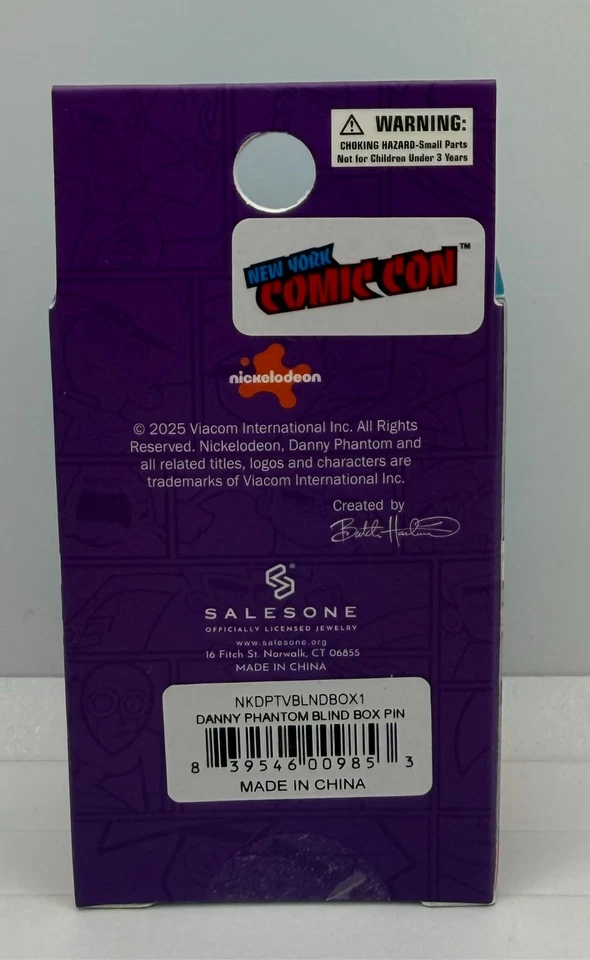 WARNING:
CHOKING HAZARD-Small Parts
Not for Children Under 3 Years
NEW YORK
COMIC CON™
nickelodeon
© 2025 Viacom International Inc. All Rights
Reserved. Nickelodeon, Danny Phantom and
all related titles, logos and characters are
trademarks of Viacom International Inc.
Created by
Butch Hartman
SALESONE
OFFICIALLY LICENSED JEWELRY
www.salesone.org
16 Fitch St. Norwalk, CT 06855
MADE IN CHINA
NKDPTVBLNDBOX1
DANNY PHANTOM BLIND BOX PIN
8 39546 00985 3
MADE IN CHINA